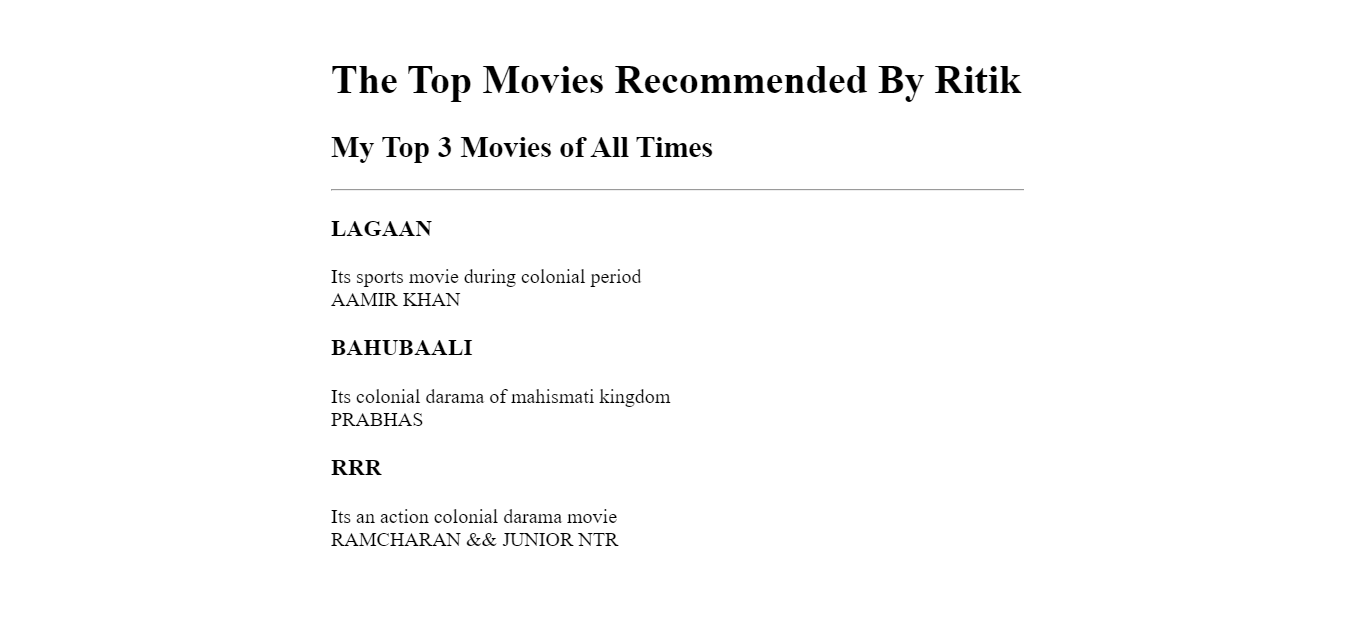 The Top Movies Recommended By Ritik
My Top 3 Movies of All Times
LAGAAN
Its sports movie during colonial period
AAMIR KHAN
BAHUBAALI
Its colonial darama of mahismati kingdom
PRABHAS
RRR
Its an action colonial darama movie
RAMCHARAN && JUNIOR NTR